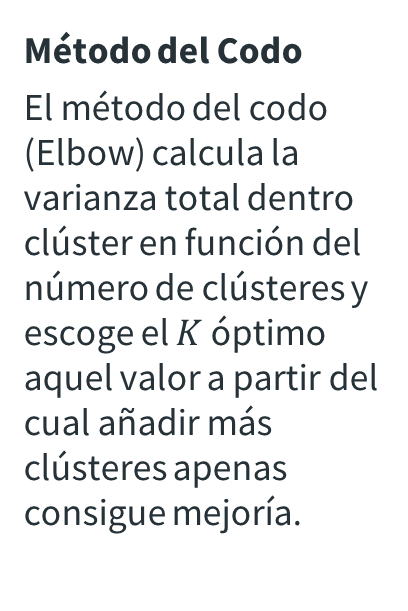 Método del Codo
El método del codo
(Elbow) calcula la
varianza total dentro
clúster en función del
número de clústeres y
escoge el K óptimo
aquel valor a partir del
cual añadir más
clústeres apenas
consigue mejoría.